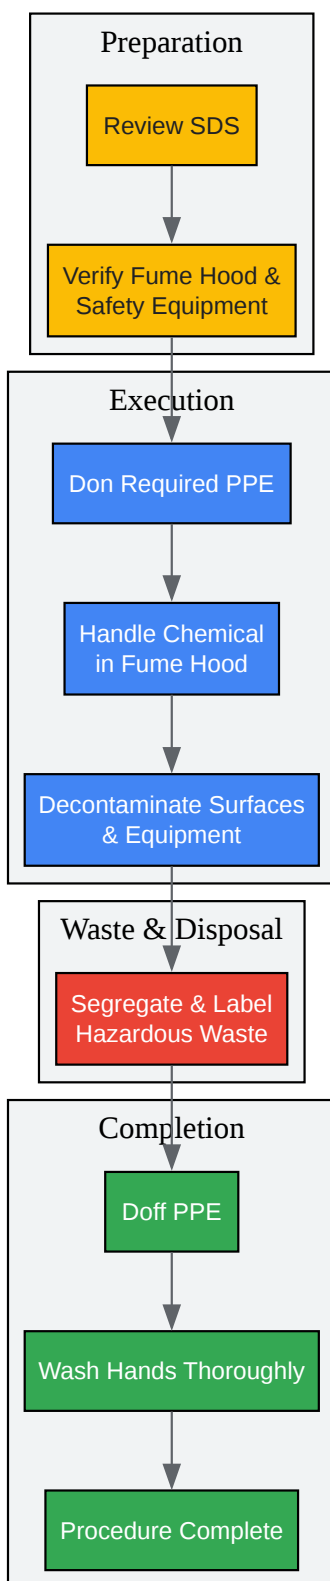 Preparation
Review SDS
Verify Fume Hood &
Safety Equipment
Execution
Don Required PPE
Handle Chemical
in Fume Hood
Decontaminate Surfaces
& Equipment
Waste & Disposal
Segregate & Label
Hazardous Waste
Completion
Doff PPE
Wash Hands Thoroughly
Procedure Complete